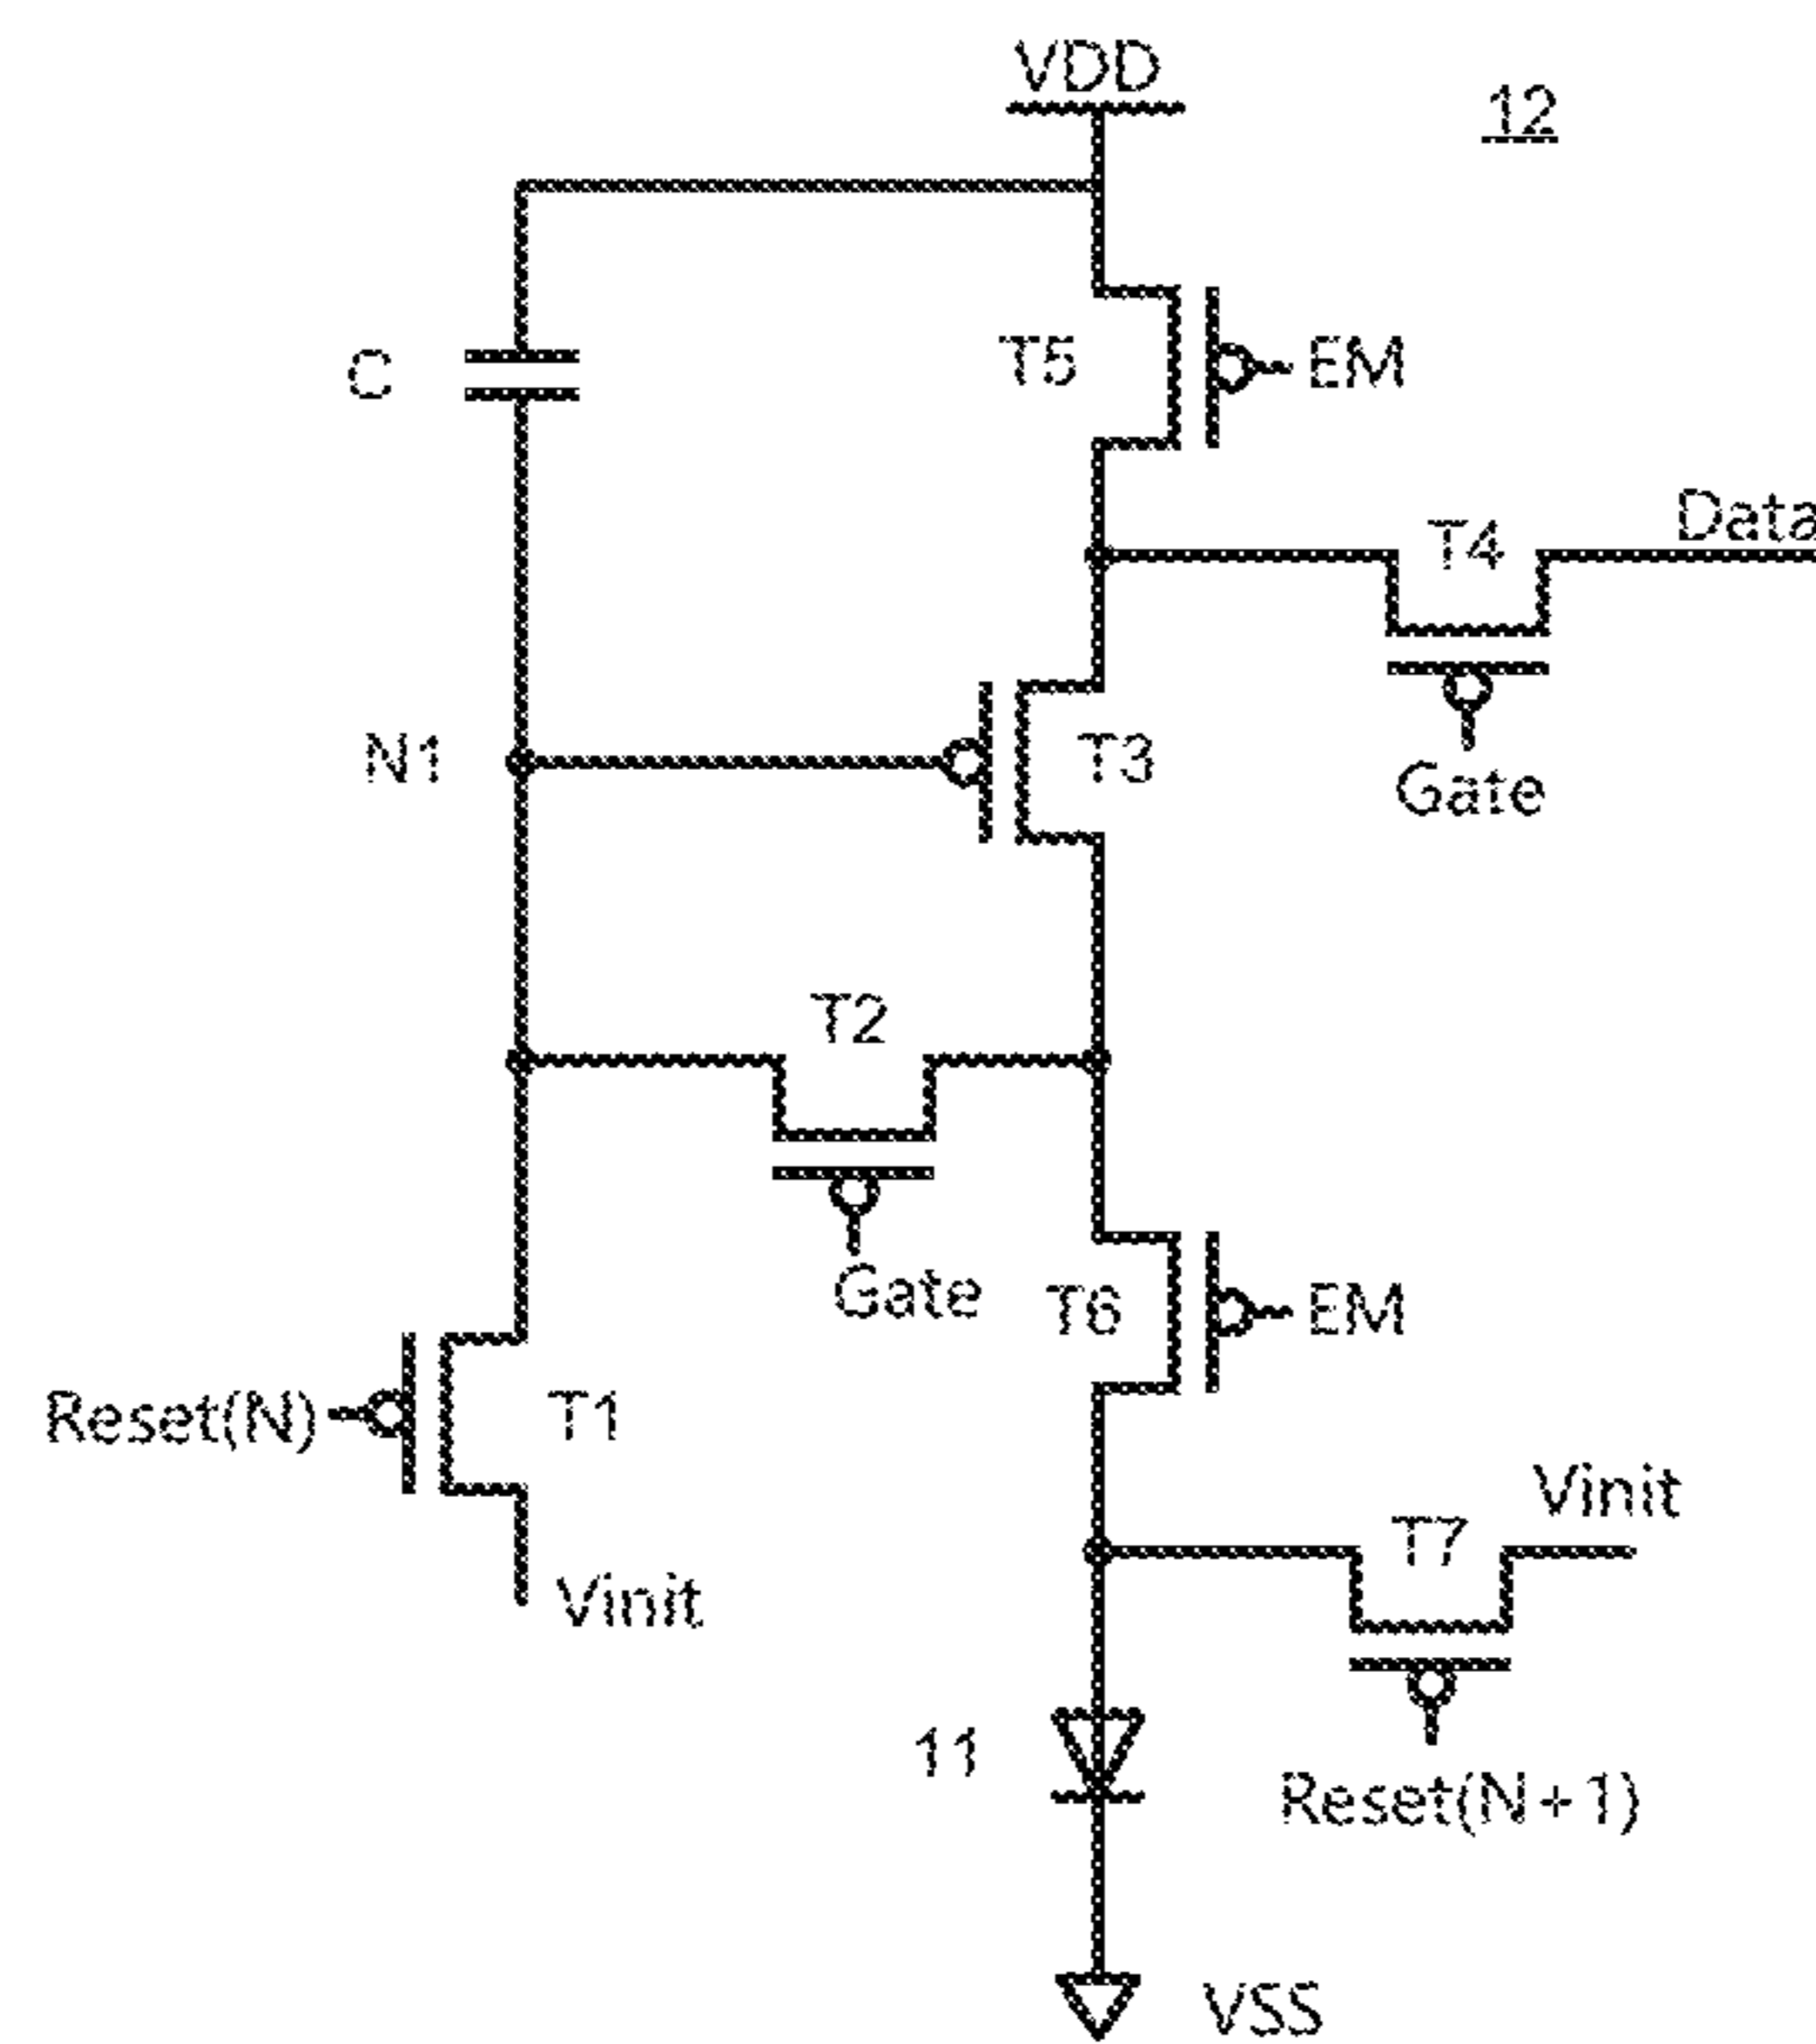 VDD
12
C
T5
EM
Data
T4
N1
T3
Gate
T2
Gate
T6
EM
Reset(N)
T1
Vinit
T7
Vinit
11
Reset(N+1)
VSS